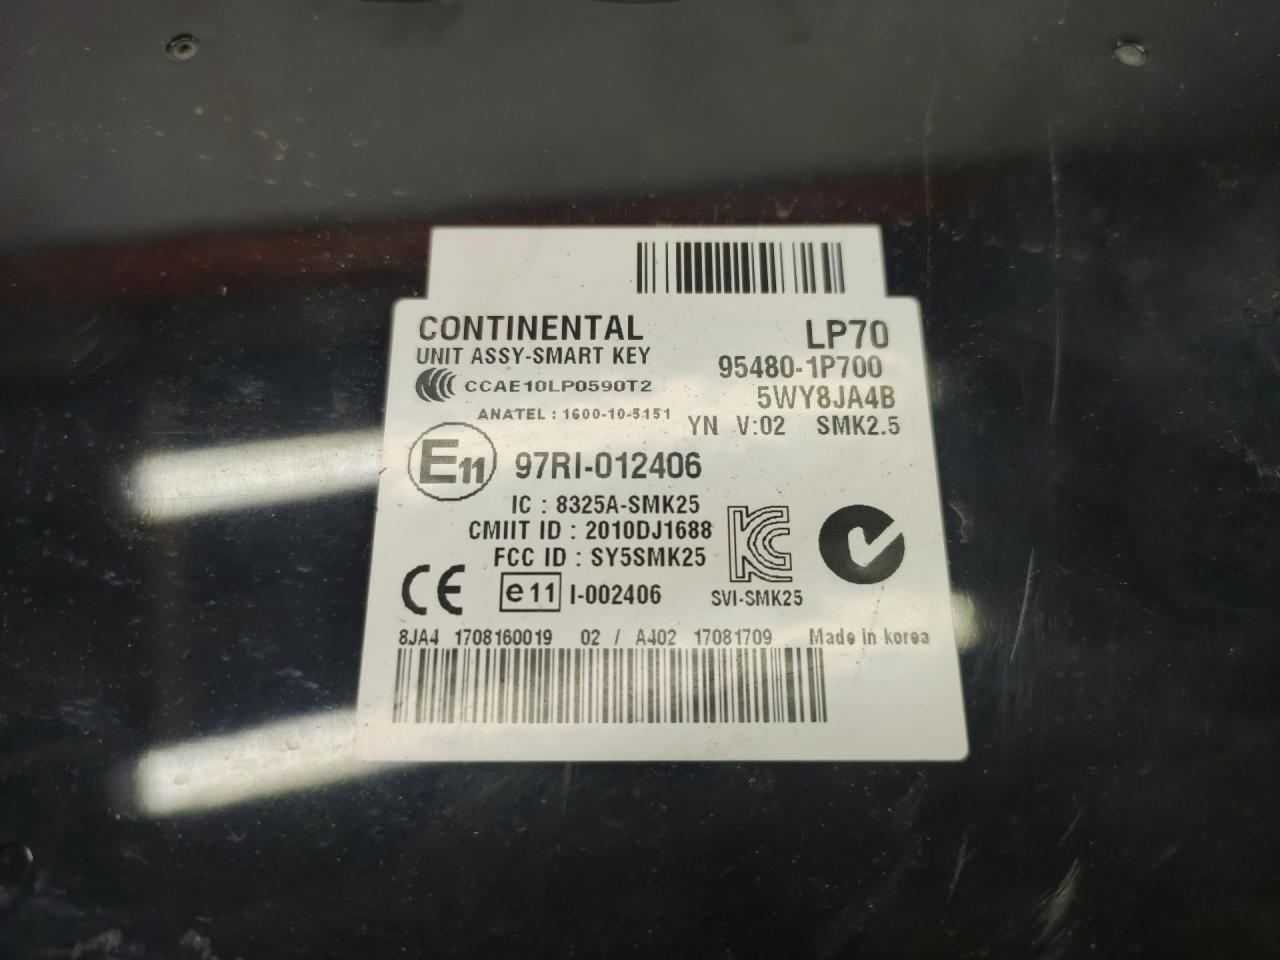 CONTINENTAL LP70
UNIT ASSY-SMART KEY 95480-1P700
CCAE10LP0590T2 5WY8JA4B
ANATEL : 1600-10-5151 YN V:02 SMK2.5
E11 97RI-012406
IC : 8325A-SMK25
CMIIT ID : 2010DJ1688
FCC ID : SY5SMK25
CE e11 I-002406 SVI-SMK25
8JA4 1708160019 02 / A402 17081709 Made in korea